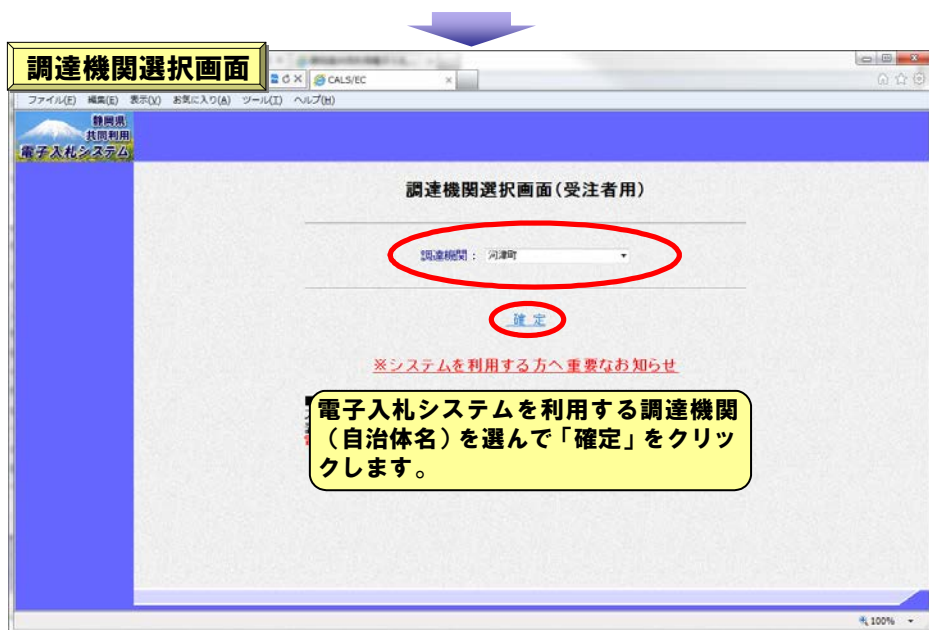 調達機関選択画面
CALS/EC
ファイル(F) 編集(E) 表示(V) お気に入り(A) ツール(T) ヘルプ(H)
静岡県
共同利用
電子入札システム
調達機関選択画面(受注者用)
調達機関： 河津町
確 定
※システムを利用する方へ重要なお知らせ
電子入札システムを利用する調達機関
（自治体名）を選んで「確定」をクリッ
クします。
100%